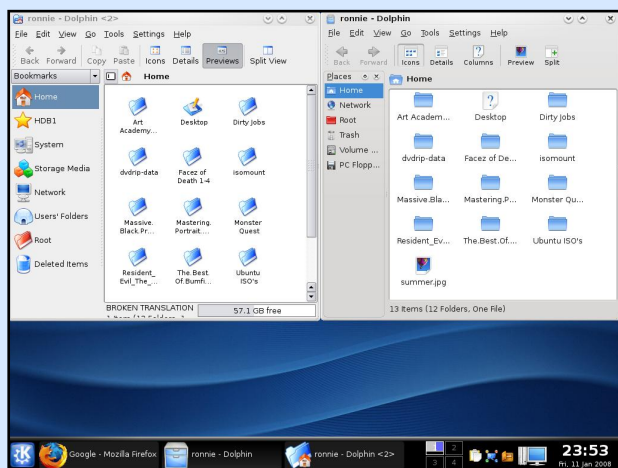 ronnie - Dolphin <2>
File Edit View Go Tools Settings Help
Back Forward Copy Paste Icons Details Previews Split View
Bookmarks
Home
Home
HDB1
System
Storage Media
Network
Users' Folders
Root
Deleted Items
Art Academy...
Desktop
Dirty Jobs
dvdrip-data
Facez of Death 1-4
isomount
Massive. Black.Pr...
Mastering. Portrait....
Monster Quest
Resident_ Evil_The_...
The.Best. Of.Bumfi...
Ubuntu ISO's
BROKEN TRANSLATION
57.1 GB free
ronnie - Dolphin
File Edit View Go Tools Settings Help
Back Forward Icons Details Columns Preview Split
Places
Home
Home
Network
Root
Trash
Volume ...
PC Flopp...
Art Academ...
Desktop
Dirty Jobs
dvdrip-data
Facez of De...
isomount
Massive.Bla...
Mastering.P...
Monster Qu...
Resident_Ev...
The.Best.Of....
Ubuntu ISO's
summer.jpg
13 Items (12 Folders, One File)
Google - Mozilla Firefox
ronnie - Dolphin
ronnie - Dolphin <2>
2
3 4
23:53
Fri, 11 Jan 2008